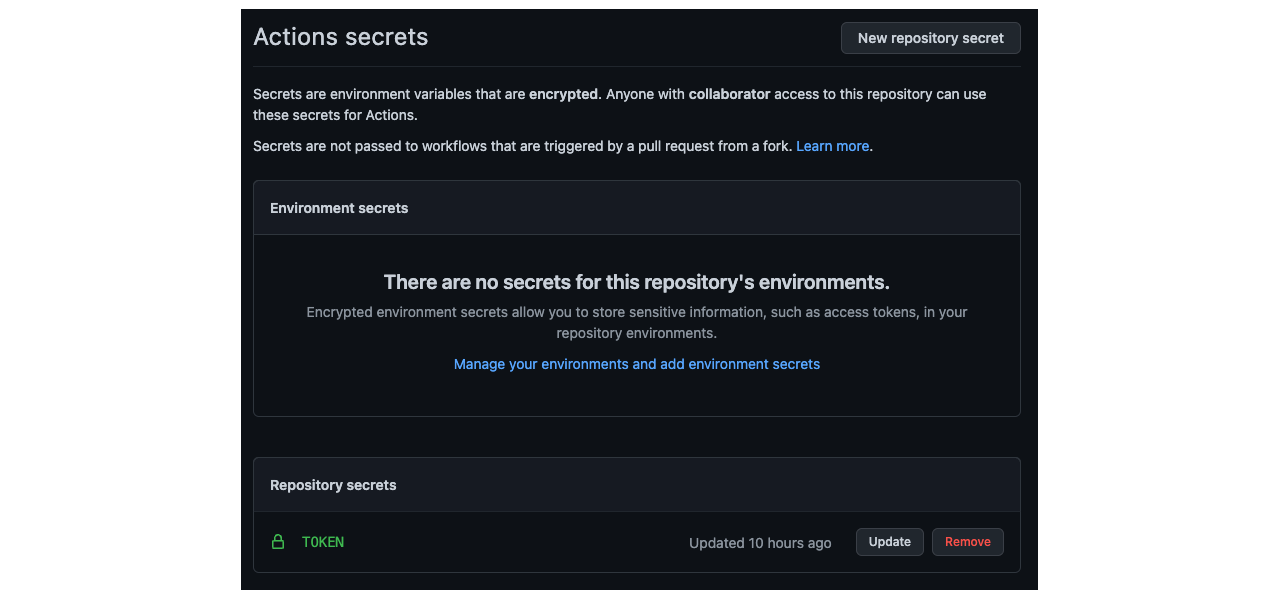 Actions secrets
New repository secret
Secrets are environment variables that are encrypted. Anyone with collaborator access to this repository can use
these secrets for Actions.
Secrets are not passed to workflows that are triggered by a pull request from a fork. Learn more.
Environment secrets
There are no secrets for this repository's environments.
Encrypted environment secrets allow you to store sensitive information, such as access tokens, in your
repository environments.
Manage your environments and add environment secrets
Repository secrets
TOKEN
Updated 10 hours ago
Update
Remove